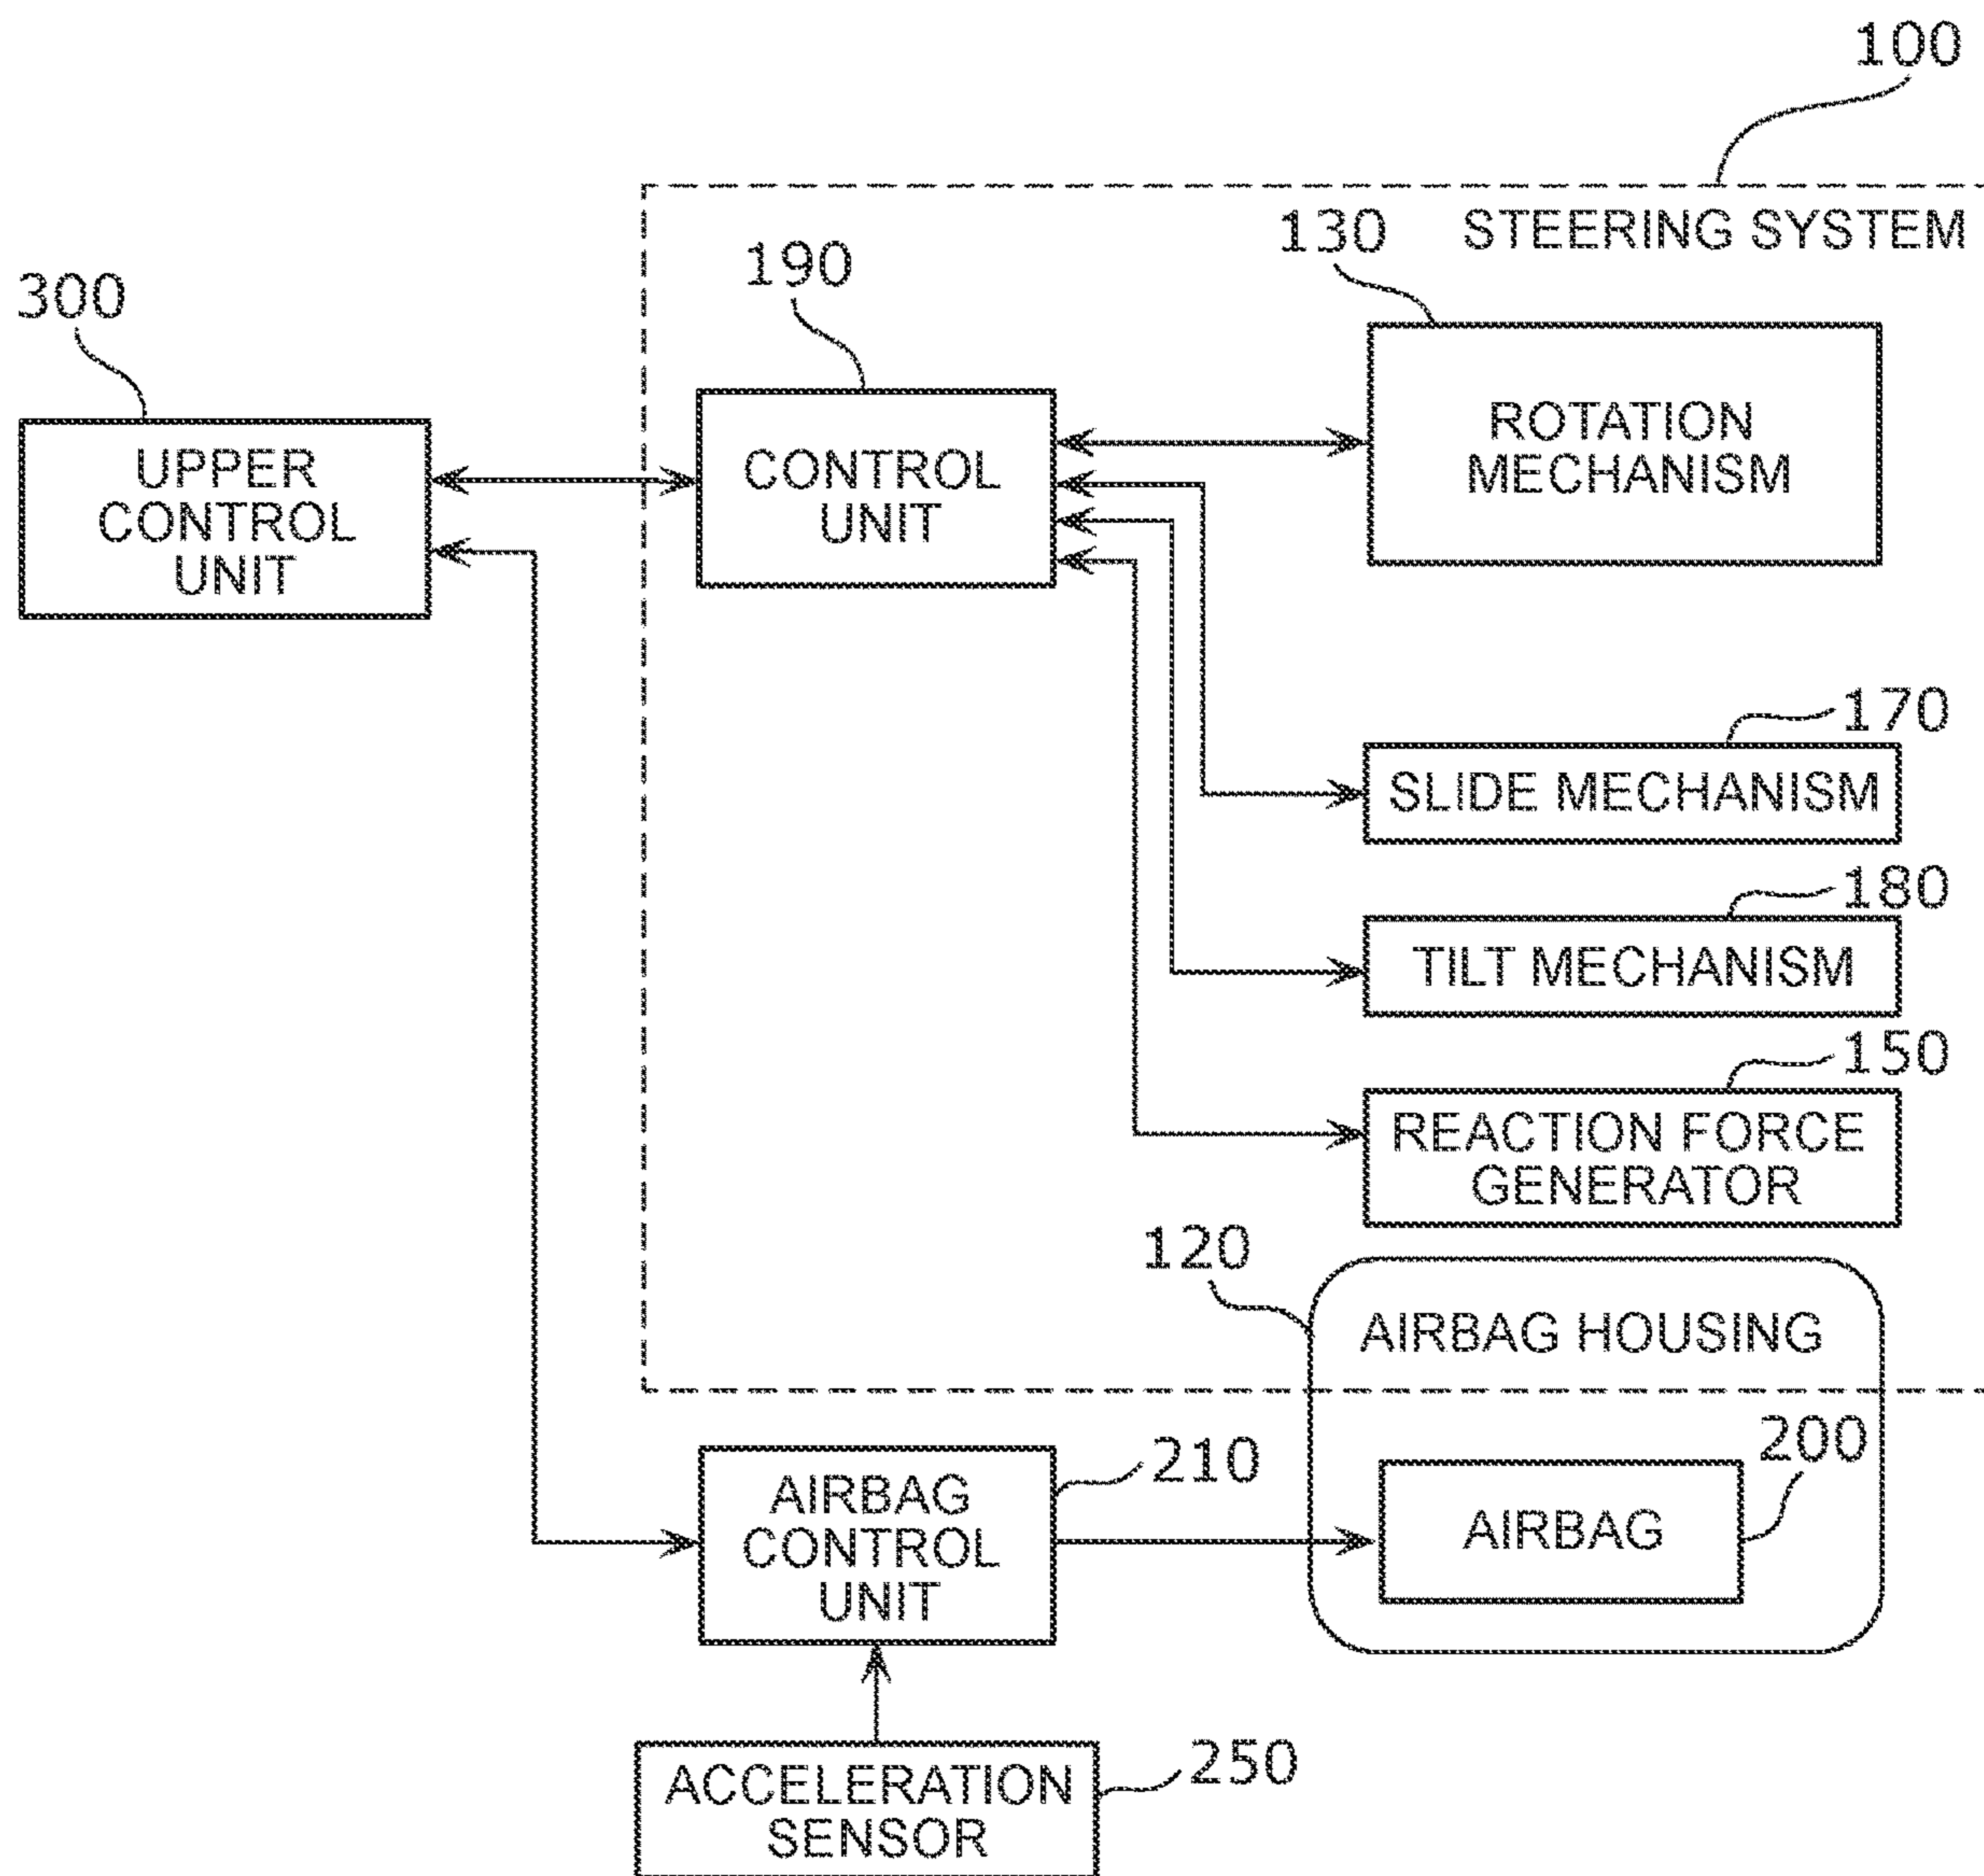 100
STEERING SYSTEM
130
190
300
ROTATION
MECHANISM
CONTROL
UNIT
UPPER
CONTROL
UNIT
170
SLIDE MECHANISM
180
TILT MECHANISM
150
REACTION FORCE
GENERATOR
120
AIRBAG HOUSING
200
AIRBAG
210
AIRBAG
CONTROL
UNIT
250
ACCELERATION
SENSOR